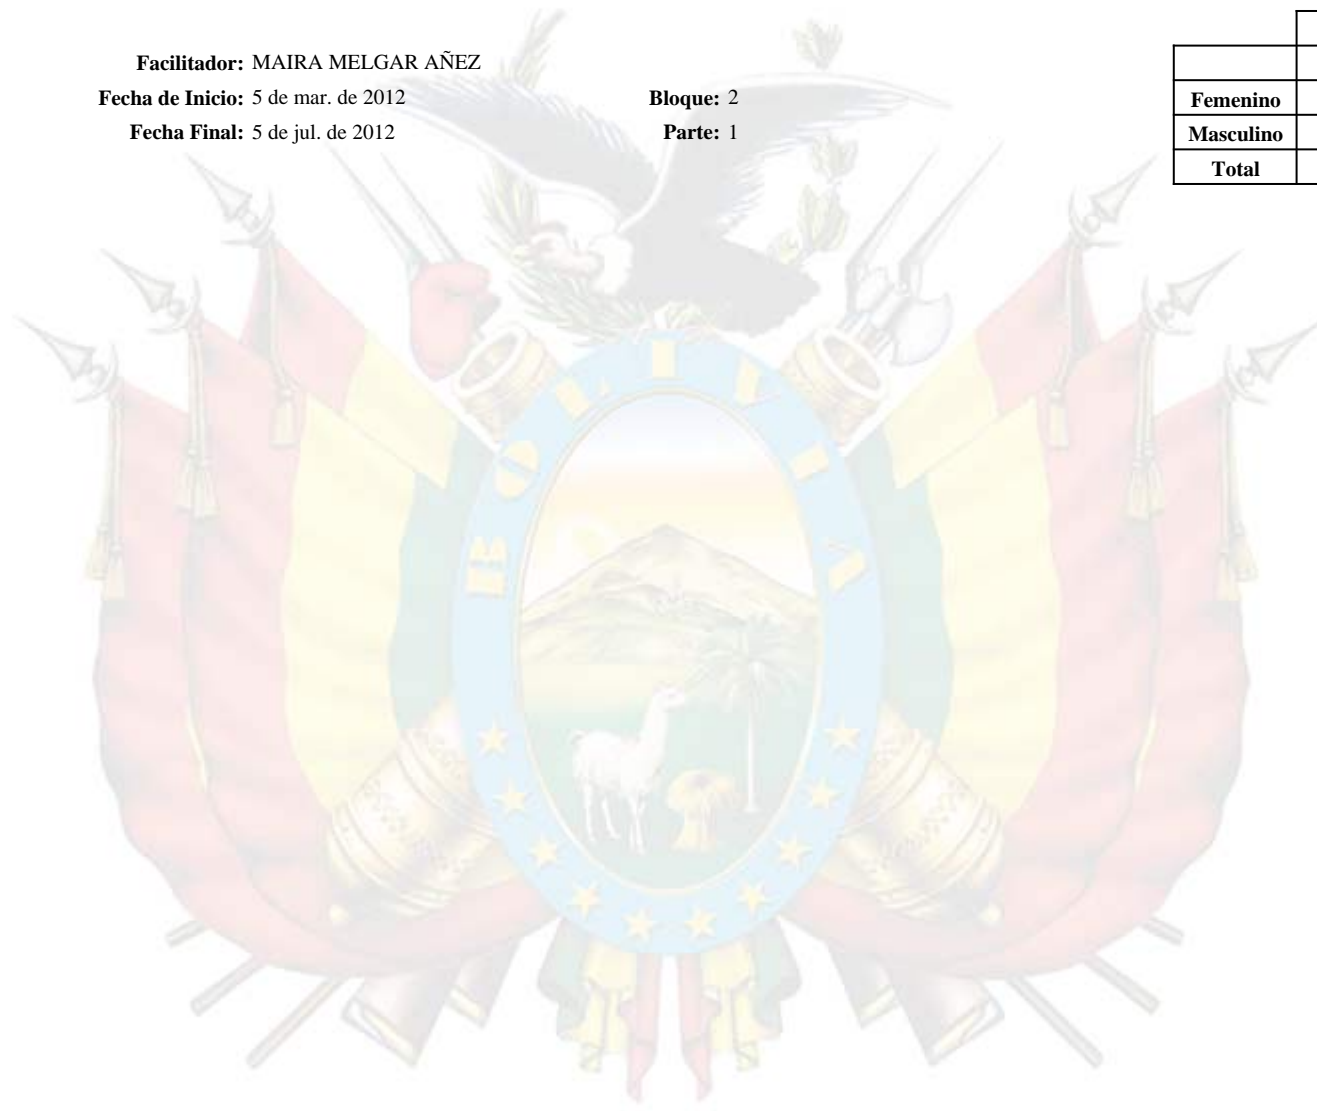 Facilitador: MAIRA MELGAR AÑEZ
Fecha de Inicio: 5 de mar. de 2012 Bloque: 2
Fecha Final: 5 de jul. de 2012 Parte: 1
Femenino
Masculino
Total
BOLIVIA